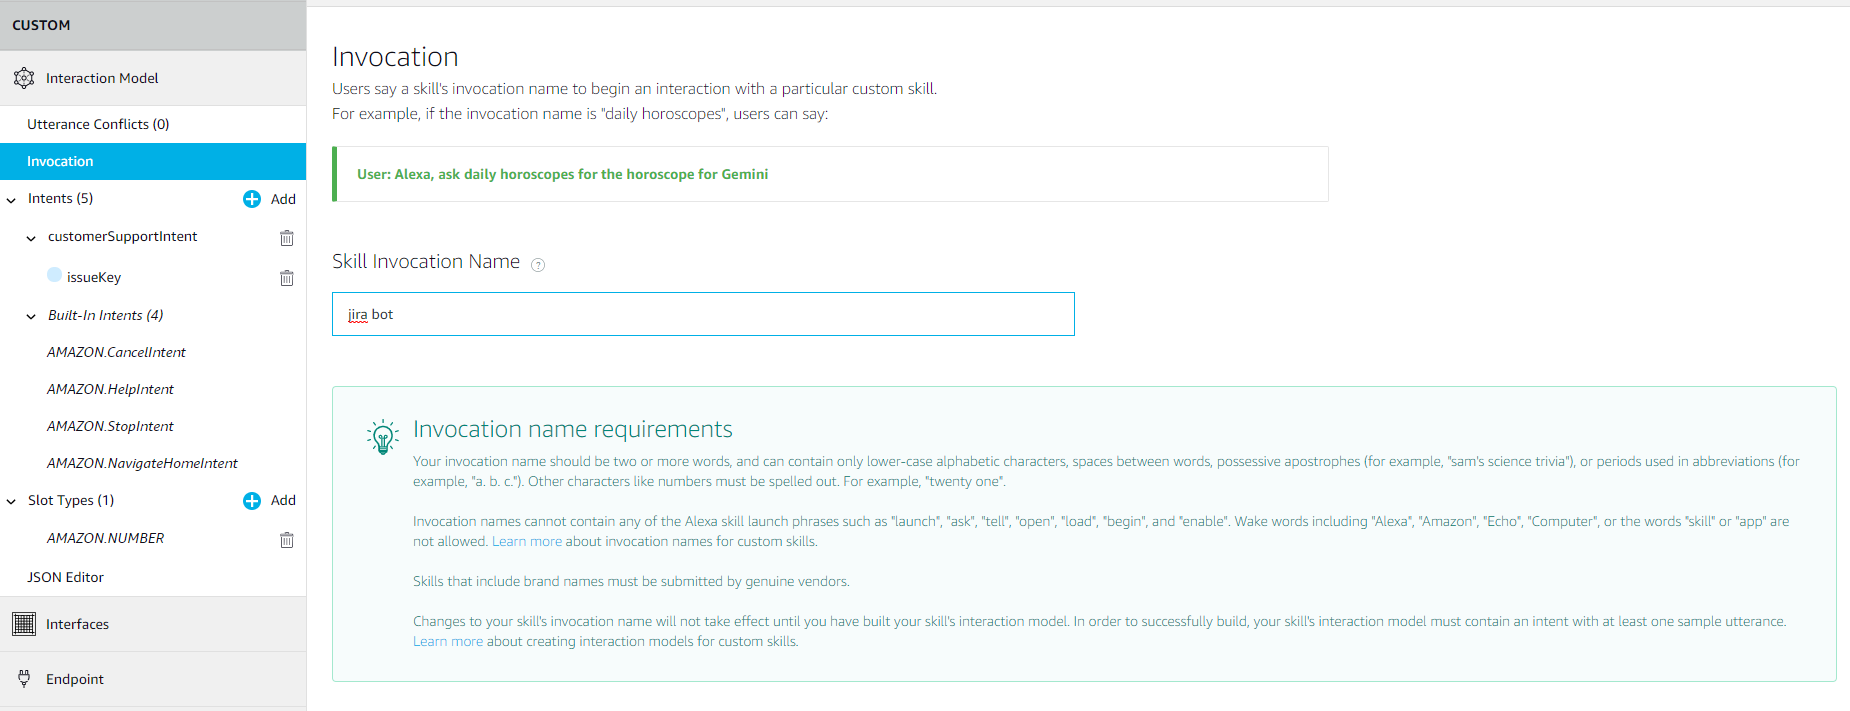 CUSTOM
Interaction Model
Utterance Conflicts (0)
Invocation
Intents (5)
Add
customerSupportIntent
issueKey
Built-In Intents (4)
AMAZON.CancelIntent
AMAZON.HelpIntent
AMAZON.StopIntent
AMAZON.NavigateHomeIntent
Slot Types (1)
Add
AMAZON.NUMBER
JSON Editor
Interfaces
Endpoint
Invocation
Users say a skill's invocation name to begin an interaction with a particular custom skill.
For example, if the invocation name is "daily horoscopes", users can say:
User: Alexa, ask daily horoscopes for the horoscope for Gemini
Skill Invocation Name ?
jira bot
Invocation name requirements
Your invocation name should be two or more words, and can contain only lower-case alphabetic characters, spaces between words, possessive apostrophes (for example, "sam's science trivia"), or periods used in abbreviations (for
example, "a. b. c."). Other characters like numbers must be spelled out. For example, "twenty one".
Invocation names cannot contain any of the Alexa skill launch phrases such as "launch", "ask", "tell", "open", "load", "begin", and "enable". Wake words including "Alexa", "Amazon", "Echo", "Computer", or the words "skill" or "app" are
not allowed. Learn more about invocation names for custom skills.
Skills that include brand names must be submitted by genuine vendors.
Changes to your skill's invocation name will not take effect until you have built your skill's interaction model. In order to successfully build, your skill's interaction model must contain an intent with at least one sample utterance.
Learn more about creating interaction models for custom skills.